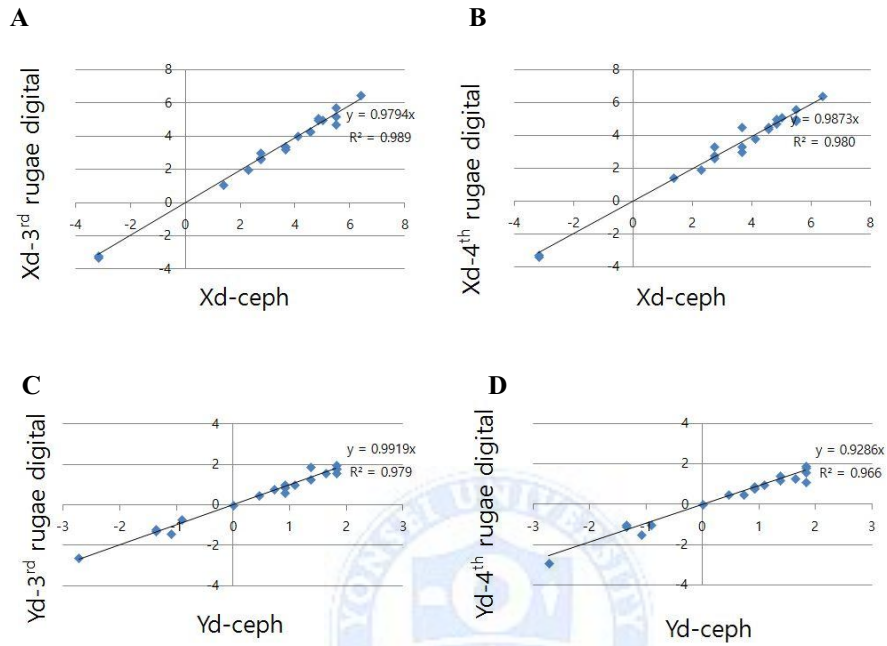 A
8
6
4
2
0
-2
-4
-4
-2
0
2
4
6
8
y = 0.9794x
R² = 0.989
Xd-3rd rugae digital
Xd-ceph
B
8
6
4
2
0
-2
-4
-4
-2
0
2
4
6
8
y = 0.9873x
R² = 0.980
Xd-4th rugae digital
Xd-ceph
C
4
2
0
-2
-4
-3
-2
-1
0
1
2
3
y = 0.9919x
R² = 0.979
Yd-3rd rugae digital
Yd-ceph
D
4
2
0
-2
-4
-3
-2
-1
0
1
2
3
y = 0.9286x
R² = 0.966
Yd-4th rugae digital
Yd-ceph
YONSEI UNIVERSITY